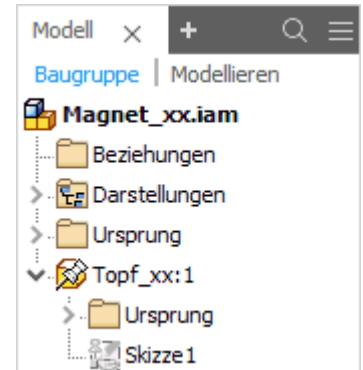 Modell × +
Baugruppe | Modellieren
Magnet_xx.iam
Beziehungen
Darstellungen
Ursprung
Topf_xx:1
Ursprung
Skizze1